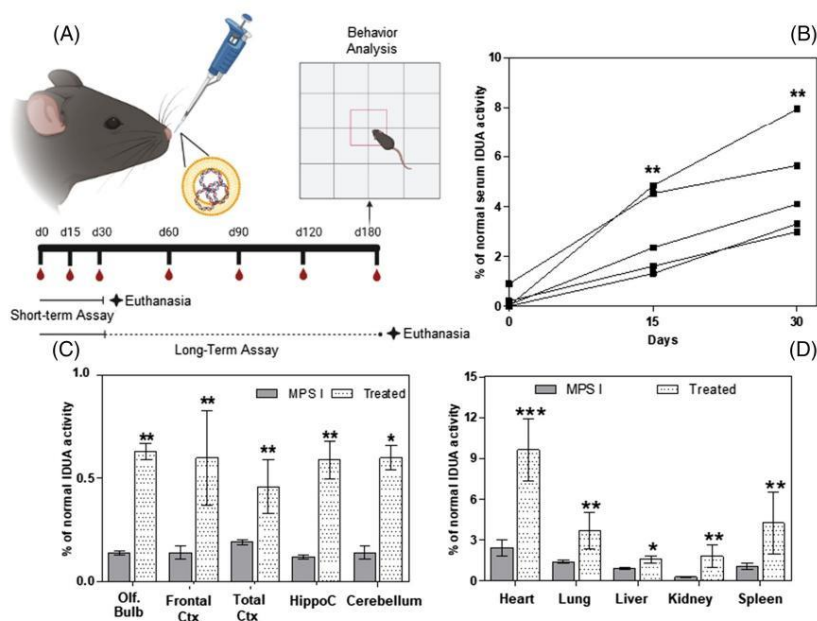 (A)
Behavior
Analysis
d0 d15 d30 d60 d90 d120 d180
Euthanasia
Short-term Assay
Euthanasia
Long-Term Assay
(B)
% of normal serum IDUA activity
10
8
6
4
2
0
**
**
0 15 30
Days
(C)
% of normal IDUA activity
1.0
0.5
0.0
MPS I Treated
** ** ** ** *
Olf. Bulb Frontal Ctx Total Ctx HippoC Cerebellum
(D)
% of normal IDUA activity
15
12
9
6
3
0
MPS I Treated
*** ** * ** **
Heart Lung Liver Kidney Spleen